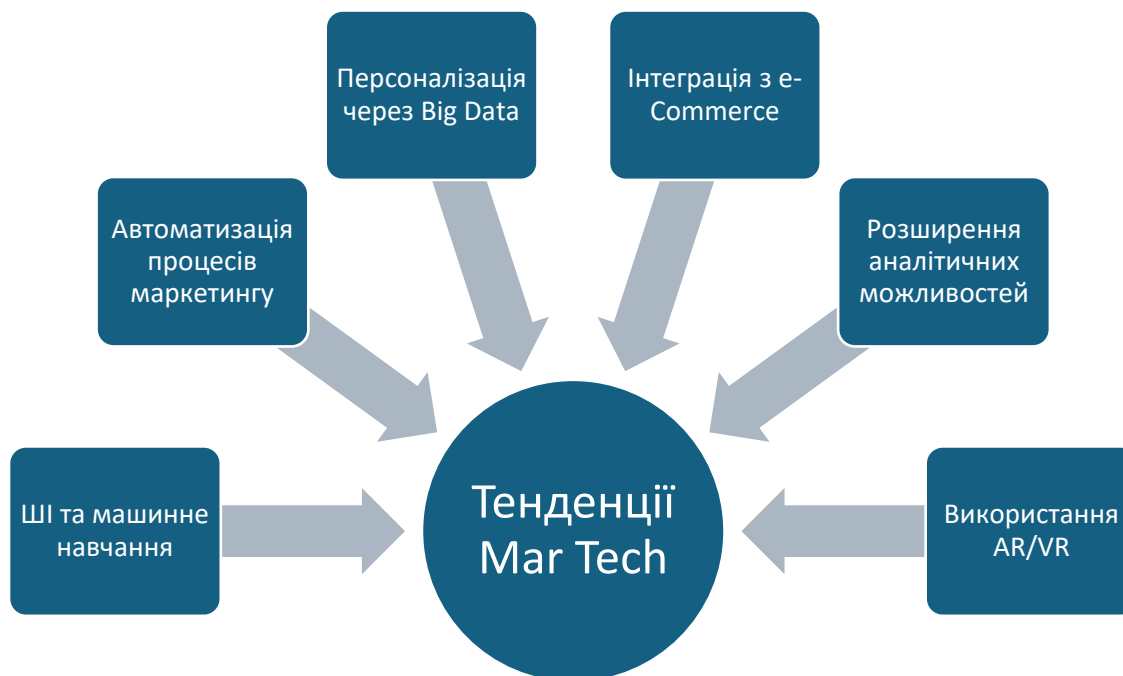 Персоналізація
через Big Data
Інтеграція з e-
Commerce
Автоматизація
процесів
маркетингу
Розширення
аналітичних
можливостей
ШІ та машинне
навчання
Тенденції
Mar Tech
Використання
AR/VR